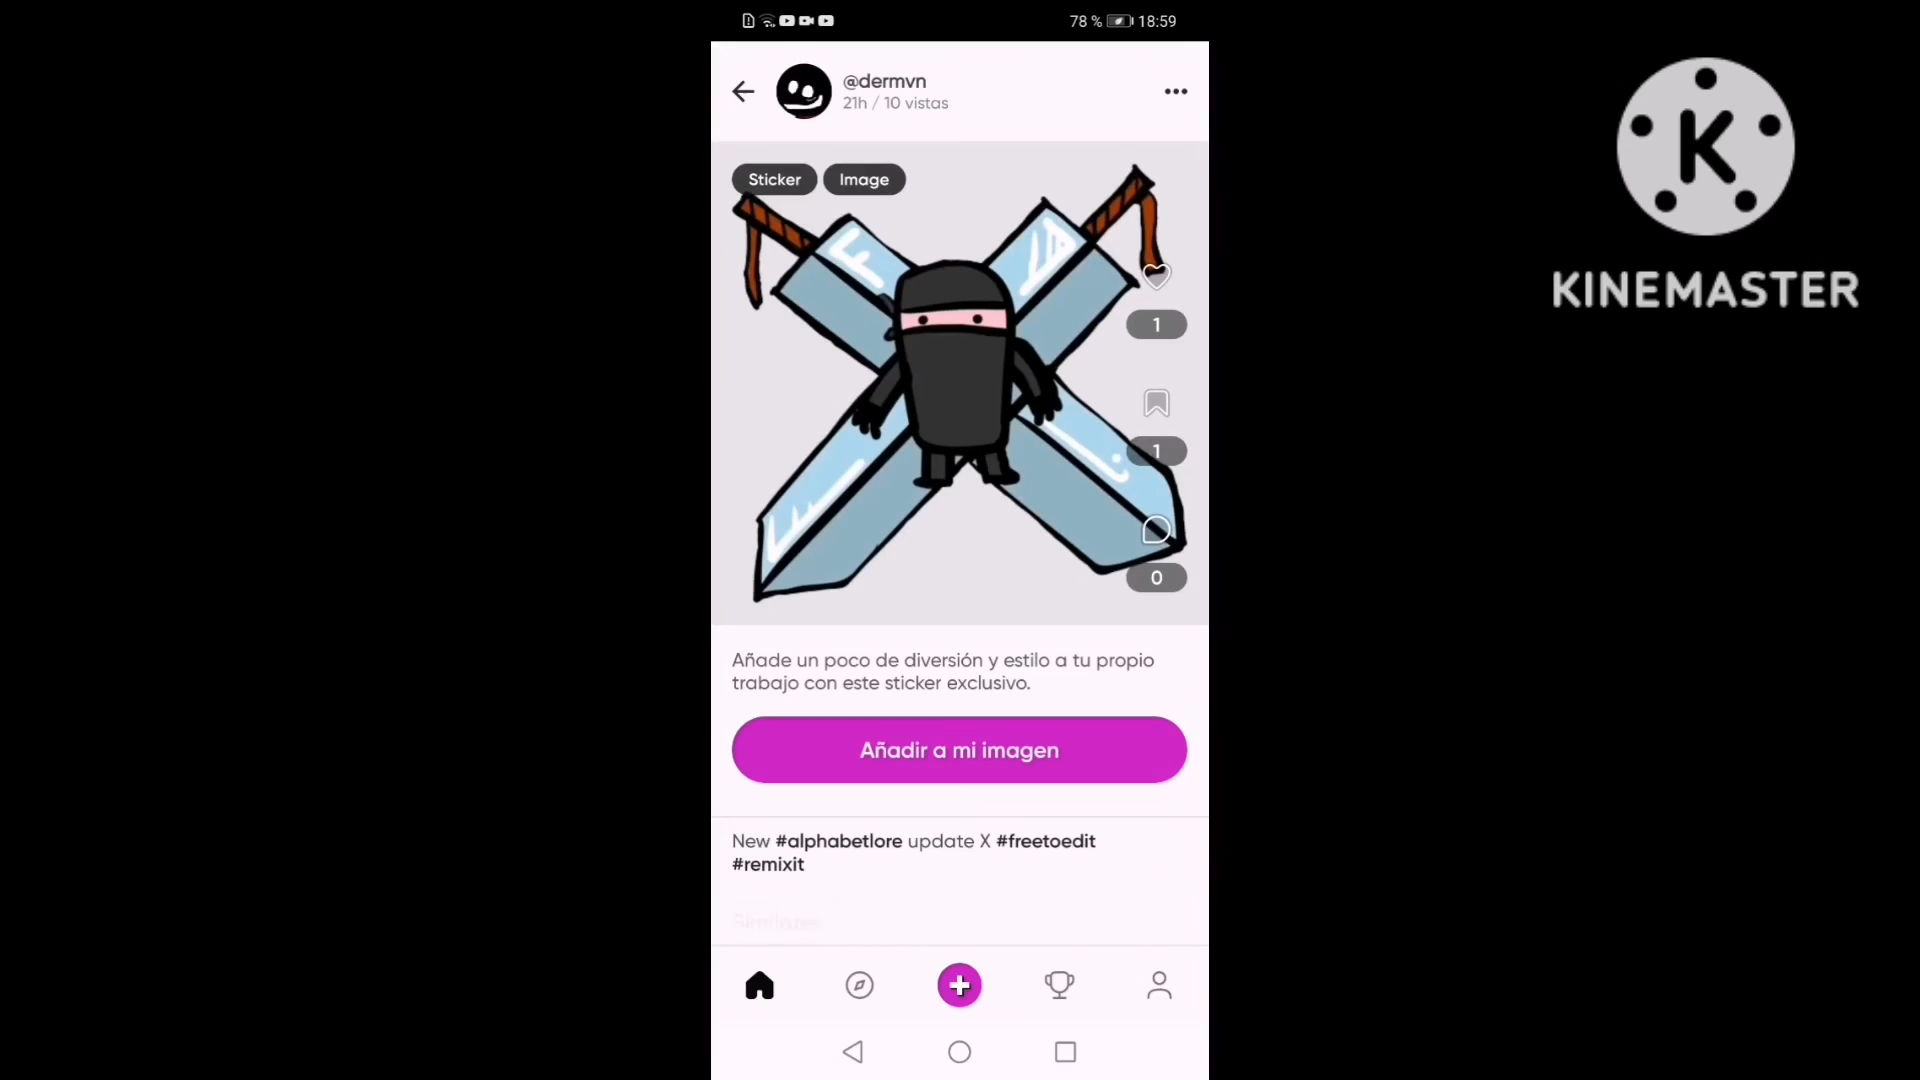 78 % 18:59
@dermvn
21h / 10 vistas
K
KINEMASTER
Sticker Image
1
1
0
Añade un poco de diversión y estilo a tu propio
trabajo con este sticker exclusivo.
Añadir a mi imagen
New #alphabetlore update X #freetoedit
#remixit
Similares